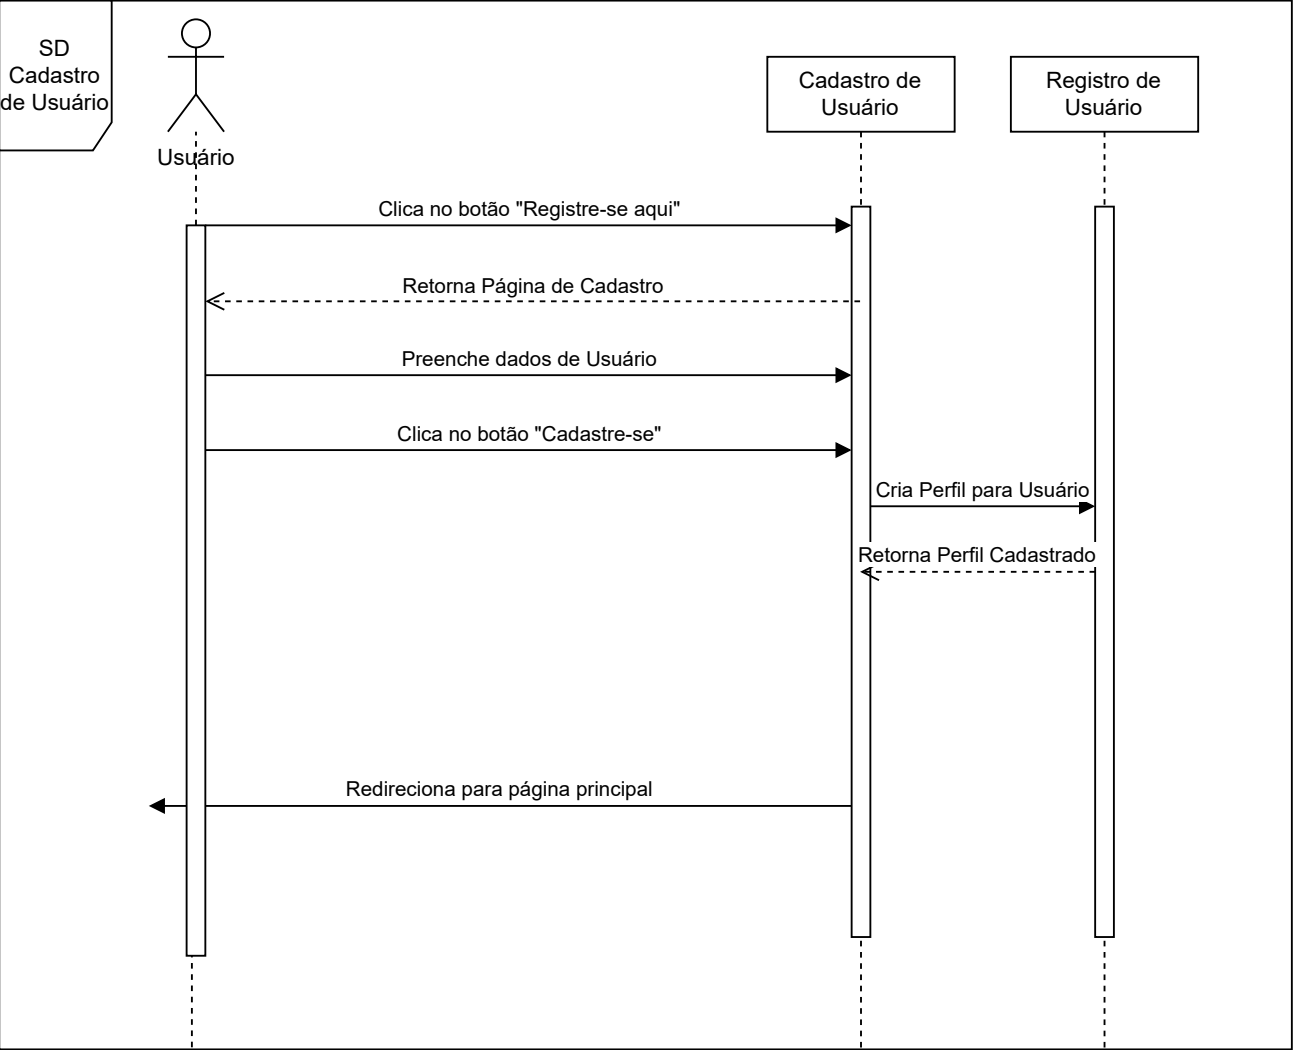 SD
Cadastro
de Usuário
Usuário
Cadastro de
Usuário
Registro de
Usuário
Clica no botão "Registre-se aqui"
Retorna Página de Cadastro
Preenche dados de Usuário
Clica no botão "Cadastre-se"
Cria Perfil para Usuário
Retorna Perfil Cadastrado
Redireciona para página principal